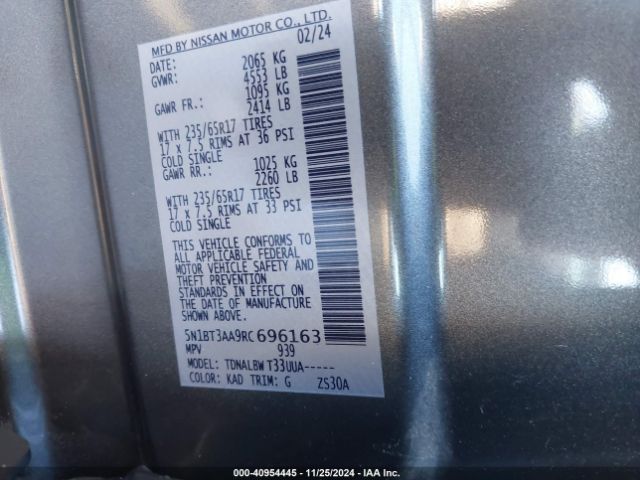 MFD BY NISSAN MOTOR CO., LTD.
DATE: 02/24
GVWR: 2065 KG
4553 LB
GAWR FR.: 1095 KG
2414 LB
WITH 235/65R17 TIRES
17 x 7.5 RIMS AT 36 PSI
COLD SINGLE
GAWR RR.: 1025 KG
2260 LB
WITH 235/65R17 TIRES
17 x 7.5 RIMS AT 33 PSI
COLD SINGLE
THIS VEHICLE CONFORMS TO
ALL APPLICABLE FEDERAL
MOTOR VEHICLE SAFETY AND
THEFT PREVENTION
STANDARDS IN EFFECT ON
THE DATE OF MANUFACTURE
SHOWN ABOVE.
5N1BT3AA9RC696163
MPV 939
MODEL: TDNALBW T33UUA-----
COLOR: KAD TRIM: G ZS30A
000-40954445 - 11/25/2024 - IAA Inc.